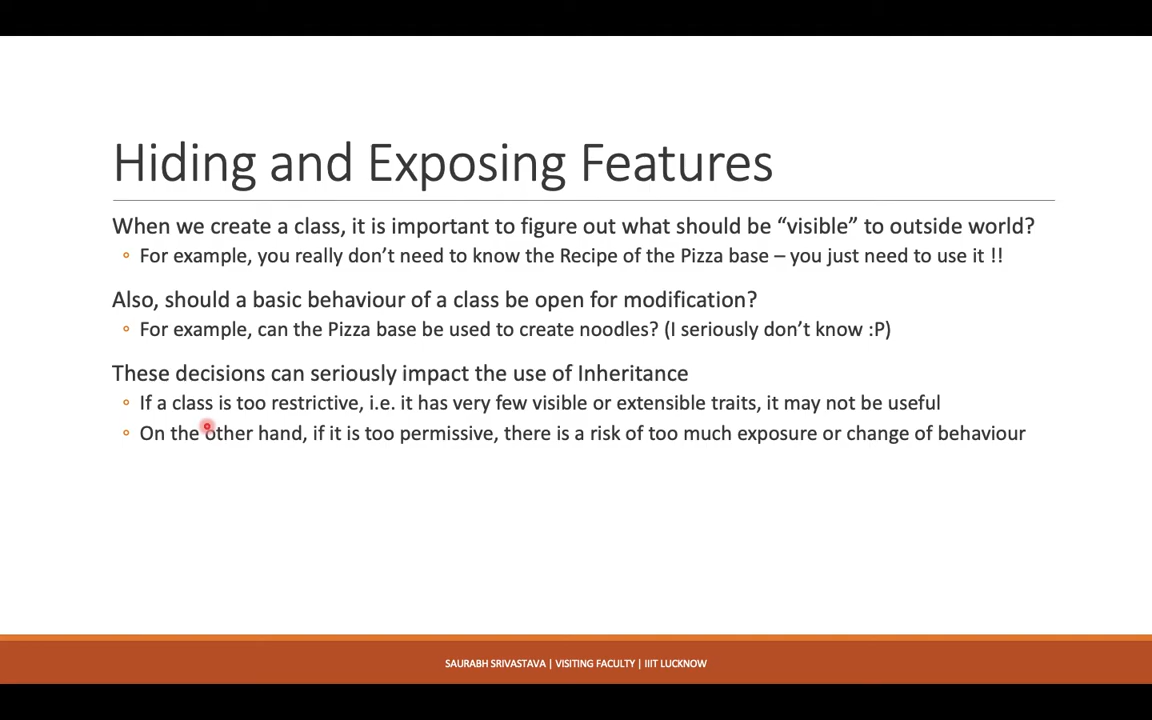 Hiding and Exposing Features
When we create a class, it is important to figure out what should be “visible” to outside world?
For example, you really don’t need to know the Recipe of the Pizza base – you just need to use it !!
Also, should a basic behaviour of a class be open for modification?
For example, can the Pizza base be used to create noodles? (I seriously don’t know :P)
These decisions can seriously impact the use of Inheritance
If a class is too restrictive, i.e. it has very few visible or extensible traits, it may not be useful
On the other hand, if it is too permissive, there is a risk of too much exposure or change of behaviour
SAURABH SRIVASTAVA | VISITING FACULTY | IIIT LUCKNOW